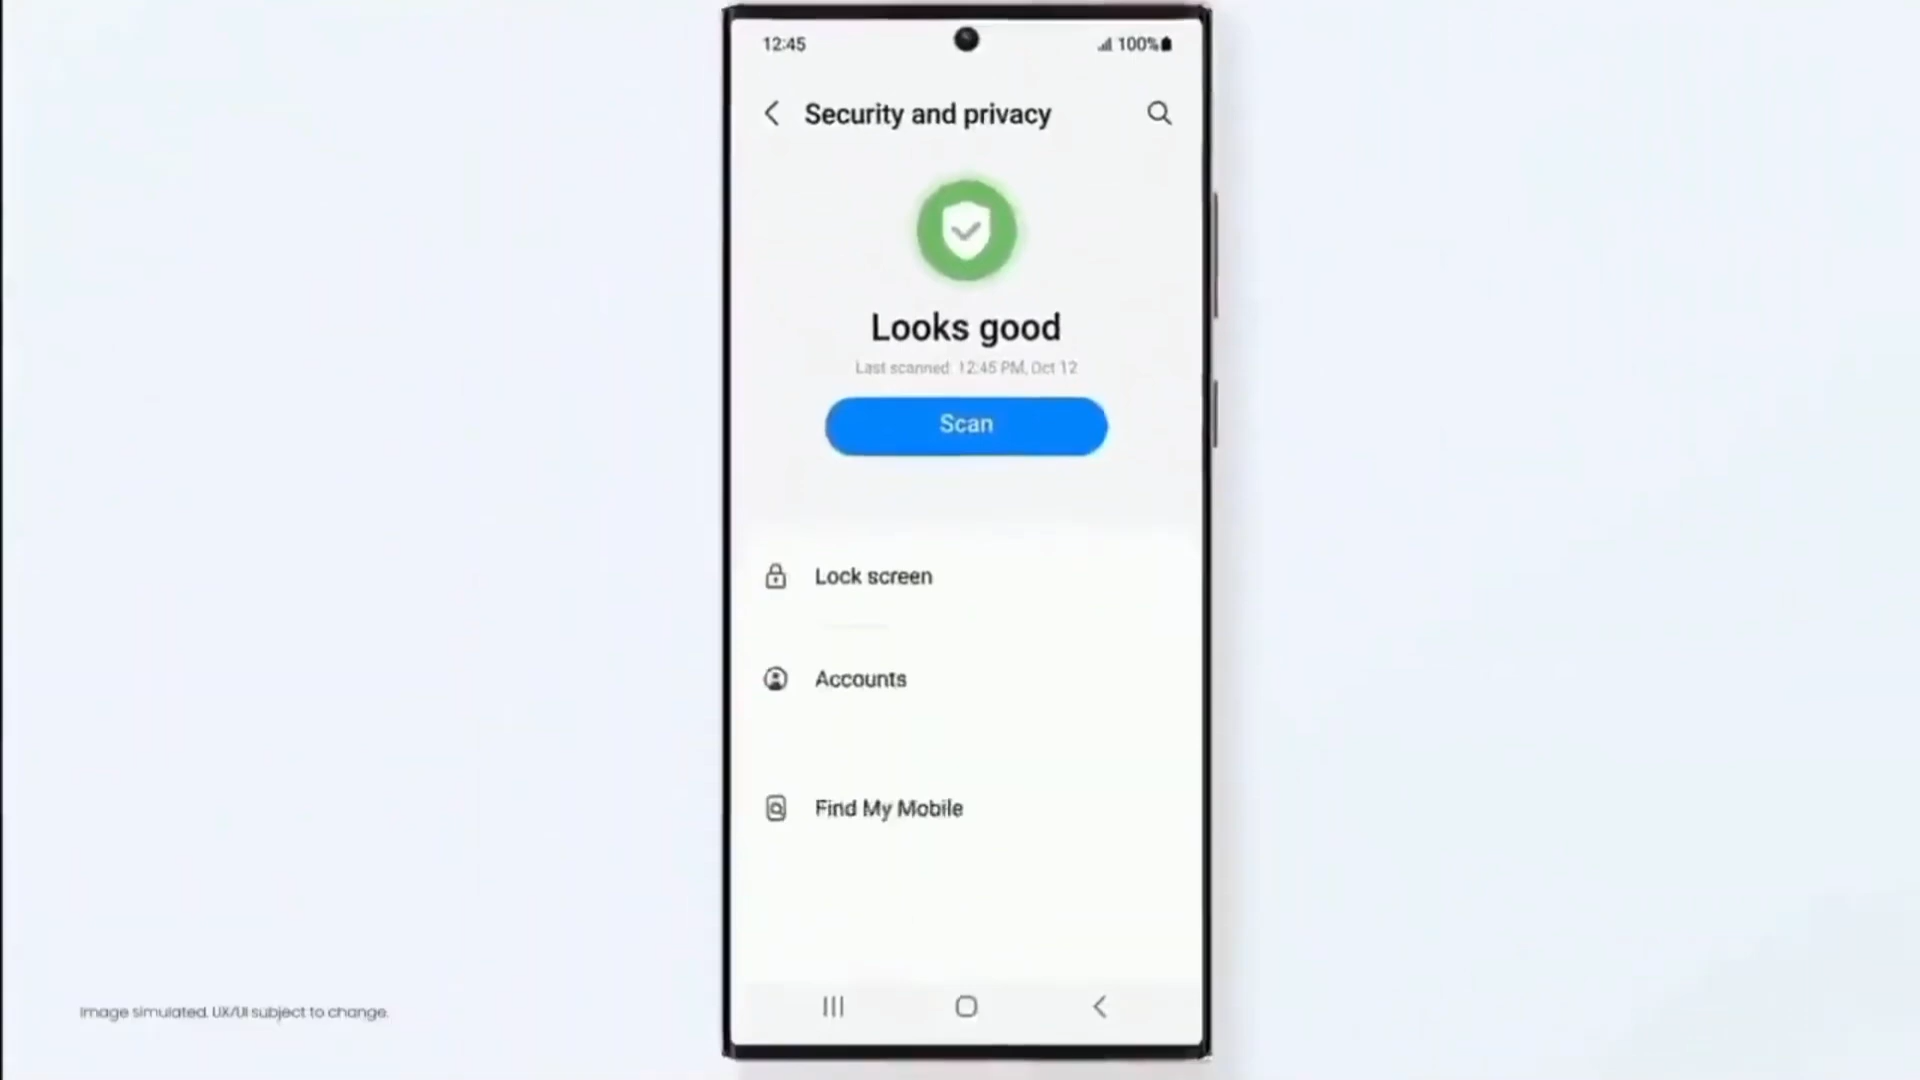 12:45
100%
Security and privacy
Looks good
Last scanned 12:45 PM, Oct 12
Scan
Lock screen
Accounts
Find My Mobile
Image simulated. UX/UI subject to change.